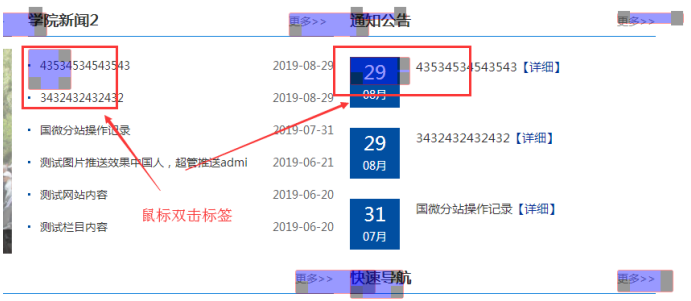 学院新闻2 更多>>
43534534543543 2019-08-29
3432432432432 2019-08-29
国微分站操作记录 2019-07-31
测试图片推送效果中国人，超管推送admi 2019-06-21
测试网站内容 2019-06-20
测试栏目内容 2019-06-20
鼠标双击标签
更多>>
通知公告 更多>>
29
08月
43534534543543【详细】
29
08月
3432432432432【详细】
31
07月
国微分站操作记录【详细】
快速导航 更多>>